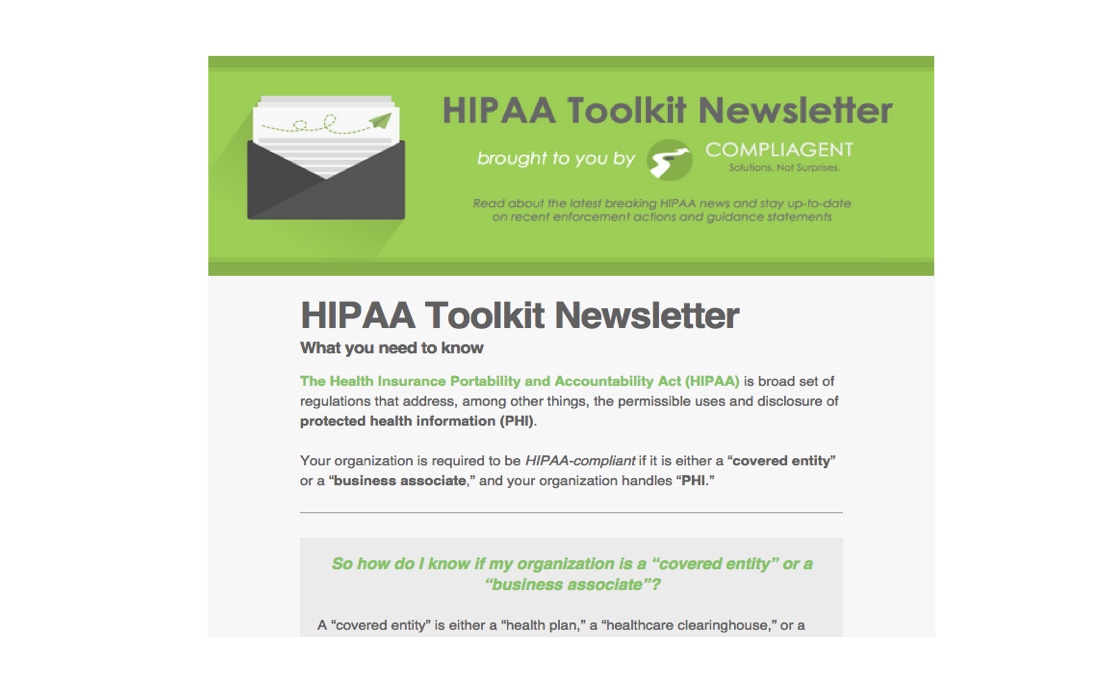 HIPAA Toolkit Newsletter
brought to you by
COMPLIAGENT
Solutions. Not Surprises.
Read about the latest breaking HIPAA news and stay up-to-date
on recent enforcement actions and guidance statements
HIPAA Toolkit Newsletter
What you need to know
The Health Insurance Portability and Accountability Act (HIPAA) is broad set of
regulations that address, among other things, the permissible uses and disclosure of
protected health information (PHI).
Your organization is required to be HIPAA-compliant if it is either a “covered entity”
or a “business associate,” and your organization handles “PHI.”
So how do I know if my organization is a “covered entity” or a
“business associate”?
A “covered entity” is either a “health plan,” a “healthcare clearinghouse,” or a